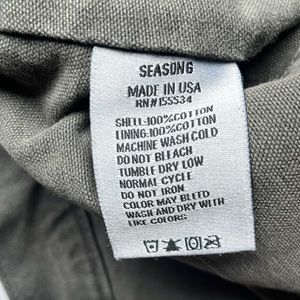 SEASONG
MADE IN USA
RN#155534
SHELL:100%COTTON
LINING:100%COTTON
MACHINE WASH COLD
DO NOT BLEACH
TUMBLE DRY LOW
NORMAL CYCLE
DO NOT IRON
COLOR MAY BLEED
WASH AND DRY WITH
LIKE COLORS